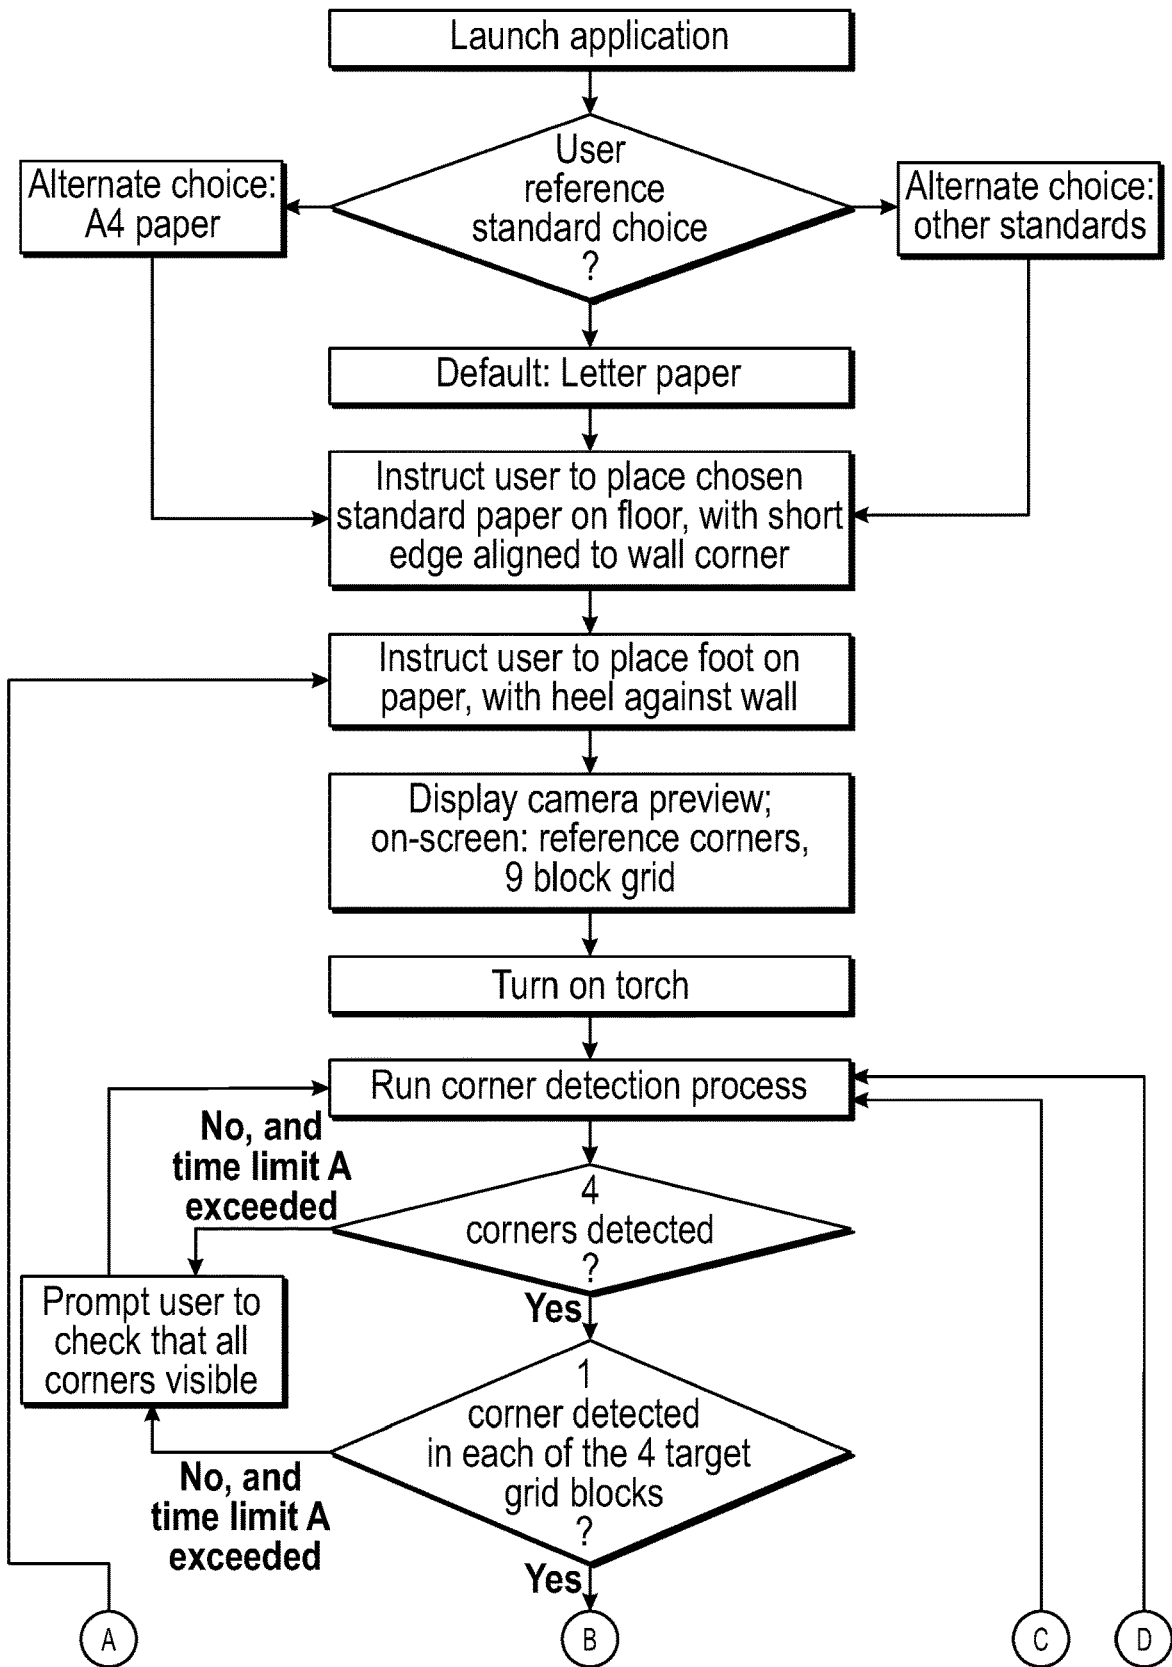 Launch application
User
reference
standard choice
?
Alternate choice:
A4 paper
Alternate choice:
other standards
Default: Letter paper
Instruct user to place chosen
standard paper on floor, with short
edge aligned to wall corner
Instruct user to place foot on
paper, with heel against wall
Display camera preview;
on-screen: reference corners,
9 block grid
Turn on torch
Run corner detection process
No, and
time limit A
exceeded
4
corners detected
?
Yes
Prompt user to
check that all
corners visible
1
corner detected
in each of the 4 target
grid blocks
?
No, and
time limit A
exceeded
Yes
A
B
C
D